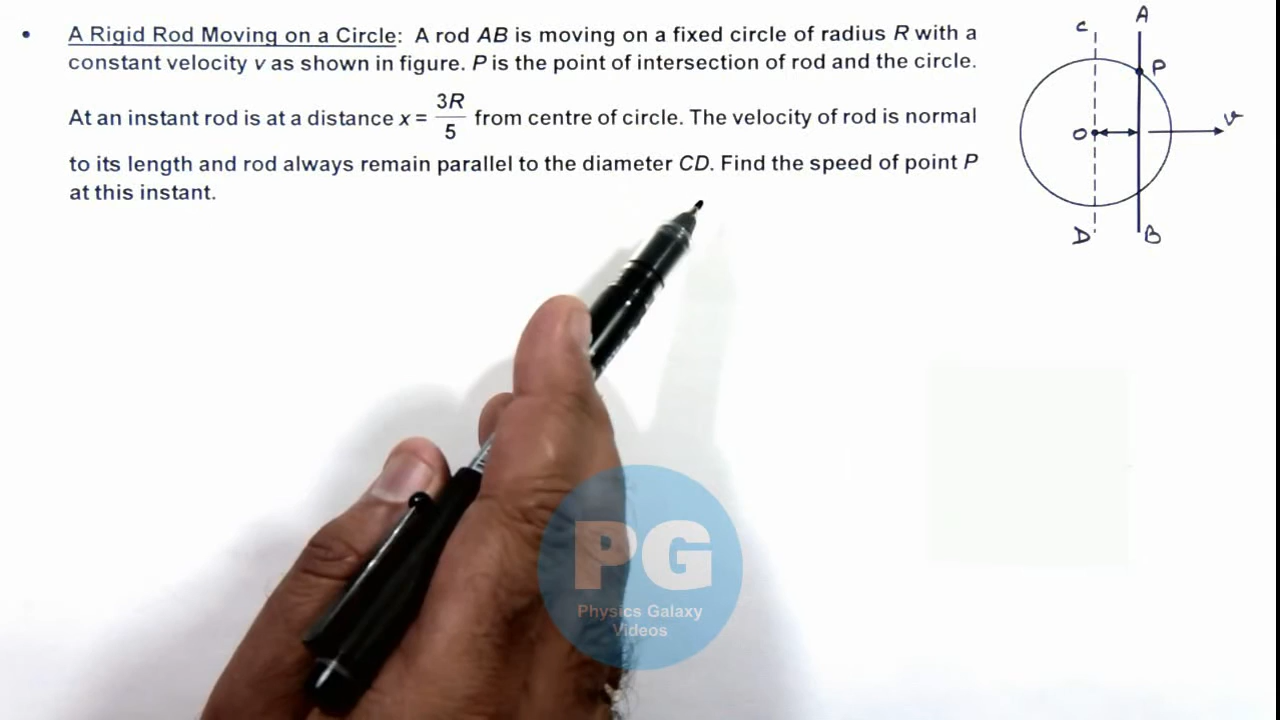 • A Rigid Rod Moving on a Circle: A rod AB is moving on a fixed circle of radius R with a
constant velocity v as shown in figure. P is the point of intersection of rod and the circle.
At an instant rod is at a distance x = 3R/5 from centre of circle. The velocity of rod is normal
to its length and rod always remain parallel to the diameter CD. Find the speed of point P
at this instant.
A
C
P
O
v
D
B
PG
Physics Galaxy
Videos